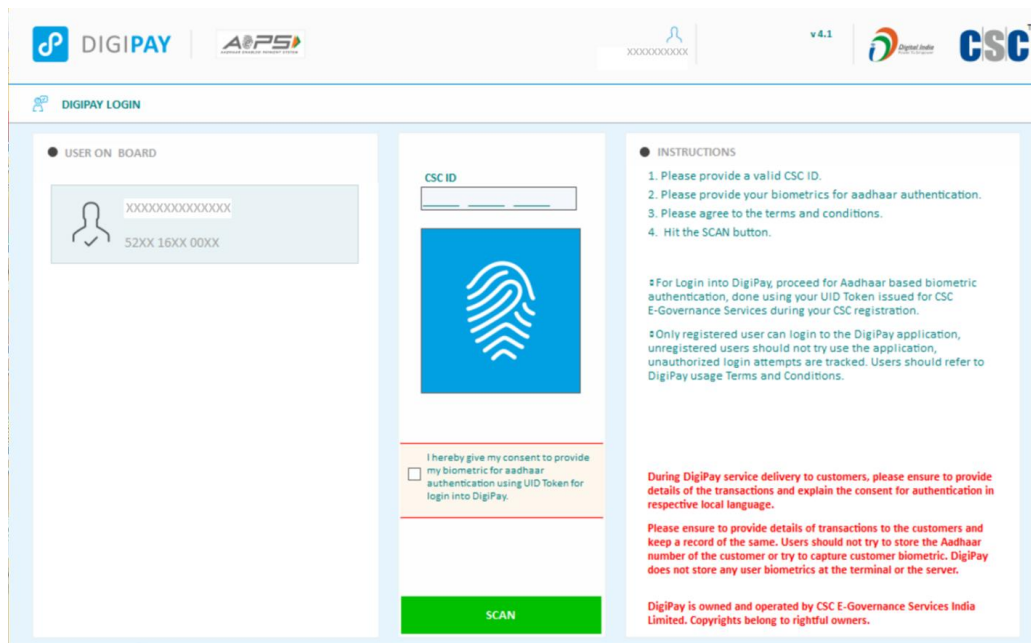 DIGIPAY
AEPS
AADHAAR ENABLED PAYMENT SYSTEM
XXXXXXXXXX
v 4.1
Digital India
CSC
DIGIPAY LOGIN
USER ON BOARD
XXXXXXXXXXXXXX
52XX 16XX 00XX
CSC ID
I hereby give my consent to provide
my biometric for aadhaar
authentication using UID Token for
login into DigiPay.
SCAN
INSTRUCTIONS
1. Please provide a valid CSC ID.
2. Please provide your biometrics for aadhaar authentication.
3. Please agree to the terms and conditions.
4. Hit the SCAN button.
For Login into DigiPay, proceed for Aadhaar based biometric
authentication, done using your UID Token issued for CSC
E-Governance Services during your CSC registration.
Only registered user can login to the DigiPay application,
unregistered users should not try use the application,
unauthorized login attempts are tracked. Users should refer to
DigiPay usage Terms and Conditions.
During DigiPay service delivery to customers, please ensure to provide
details of the transactions and explain the consent for authentication in
respective local language.
Please ensure to provide details of transactions to the customers and
keep a record of the same. Users should not try to store the Aadhaar
number of the customer or try to capture customer biometric. DigiPay
does not store any user biometrics at the terminal or the server.
DigiPay is owned and operated by CSC E-Governance Services India
Limited. Copyrights belong to rightful owners.